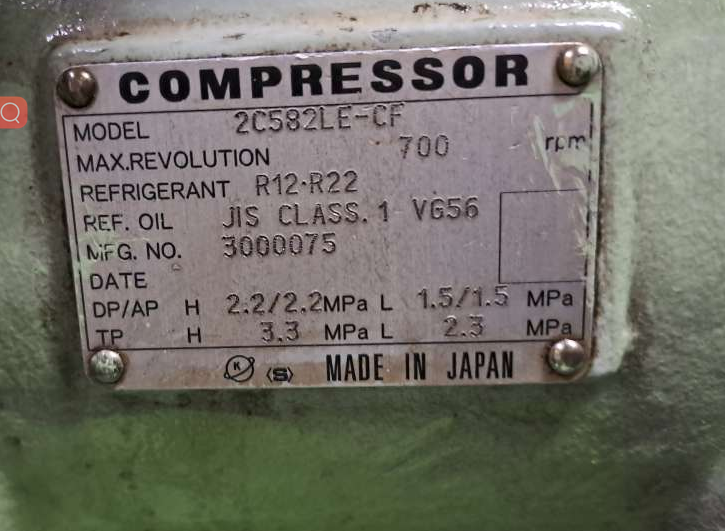 COMPRESSOR
MODEL 2C582LE-CF
MAX.REVOLUTION 700 rpm
REFRIGERANT R12·R22
REF. OIL JIS CLASS.1 VG56
MFG. NO. 3000075
DATE
DP/AP H 2.2/2.2MPa L 1.5/1.5 MPa
TP H 3.3 MPa L 2.3 MPa
K S MADE IN JAPAN